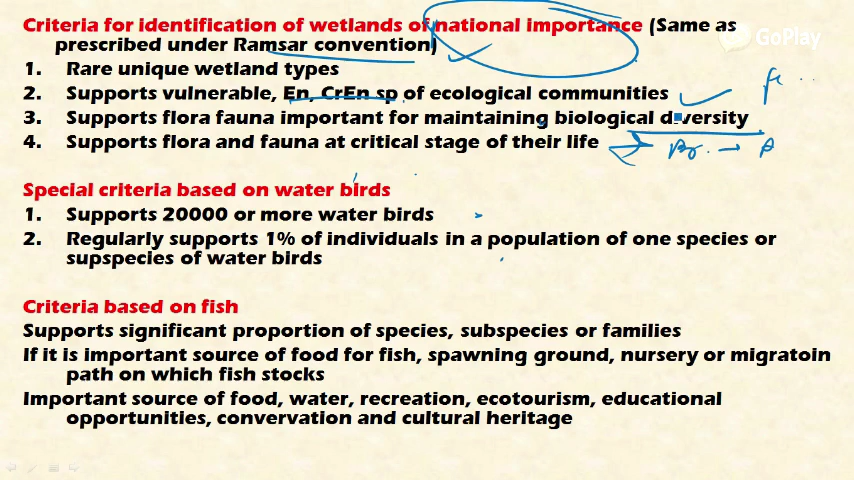 Criteria for identification of wetlands of national importance (Same as
prescribed under Ramsar convention)
GoPlay
1. Rare unique wetland types
2. Supports vulnerable, En, CrEn sp of ecological communities
3. Supports flora fauna important for maintaining biological diversity
4. Supports flora and fauna at critical stage of their life
Special criteria based on water birds
1. Supports 20000 or more water birds
2. Regularly supports 1% of individuals in a population of one species or
supspecies of water birds
Criteria based on fish
Supports significant proportion of species, subspecies or families
If it is important source of food for fish, spawning ground, nursery or migratoin
path on which fish stocks
Important source of food, water, recreation, ecotourism, educational
opportunities, convervation and cultural heritage